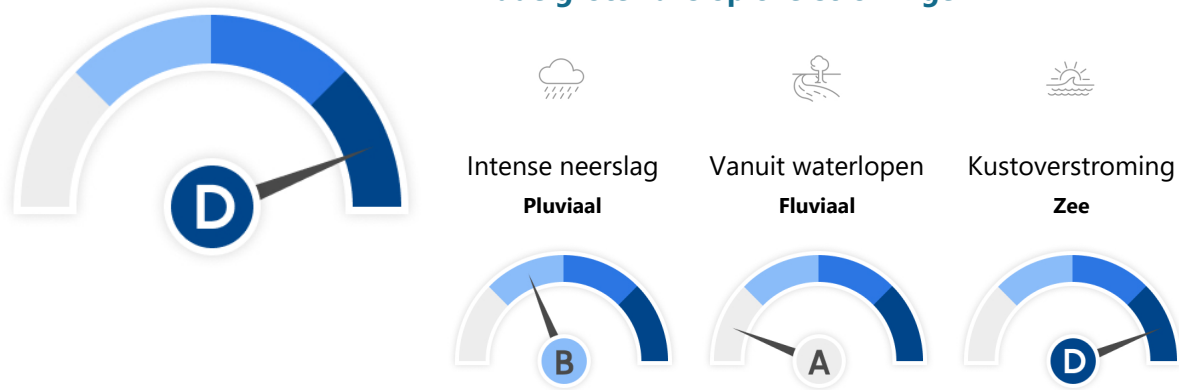 D
Intense neerslag
Pluviaal
B
Vanuit waterlopen
Fluviaal
A
Kustoverstroming
Zee
D